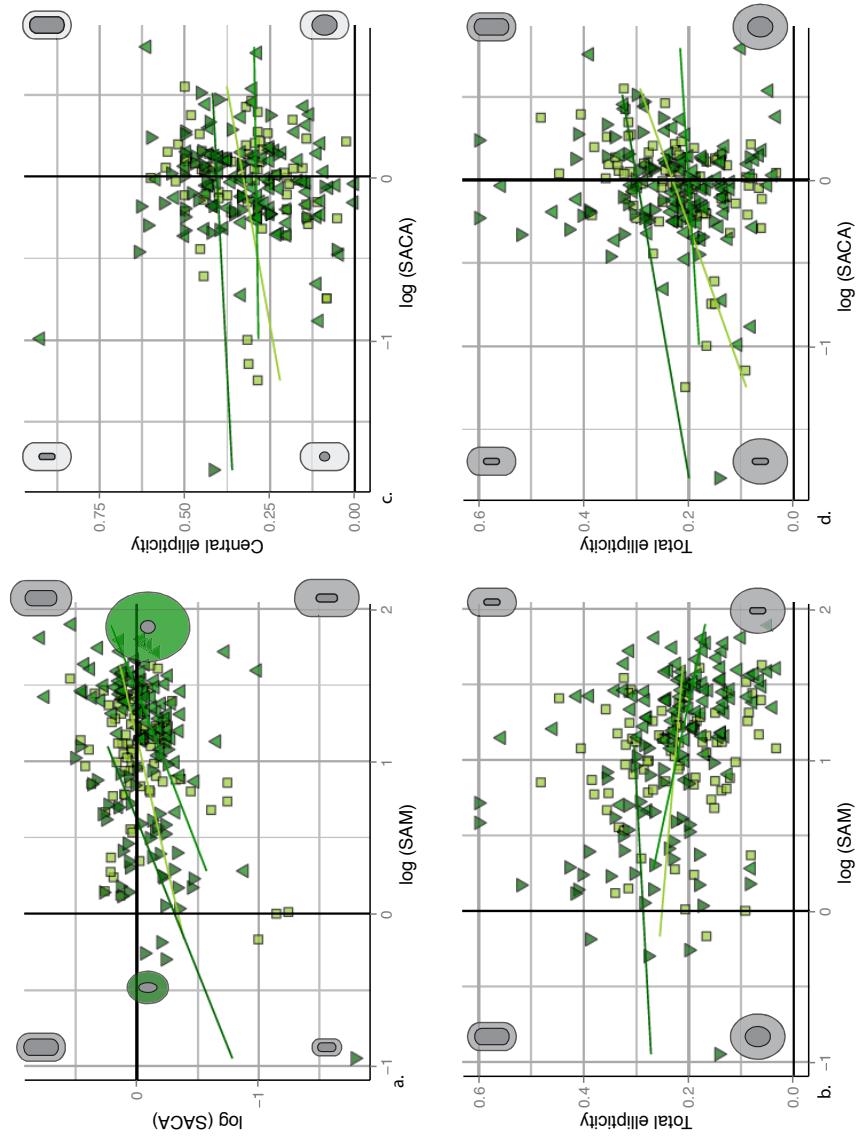 log (SACA)
0
−1
−1 0 1 2
log (SAM)
a.
Central ellipticity
0.75
0.50
0.25
0.00
−1 0
log (SACA)
c.
Total ellipticity
0.6
0.4
0.2
0.0
−1 0 1 2
log (SAM)
b.
Total ellipticity
0.6
0.4
0.2
0.0
−1 0
log (SACA)
d.